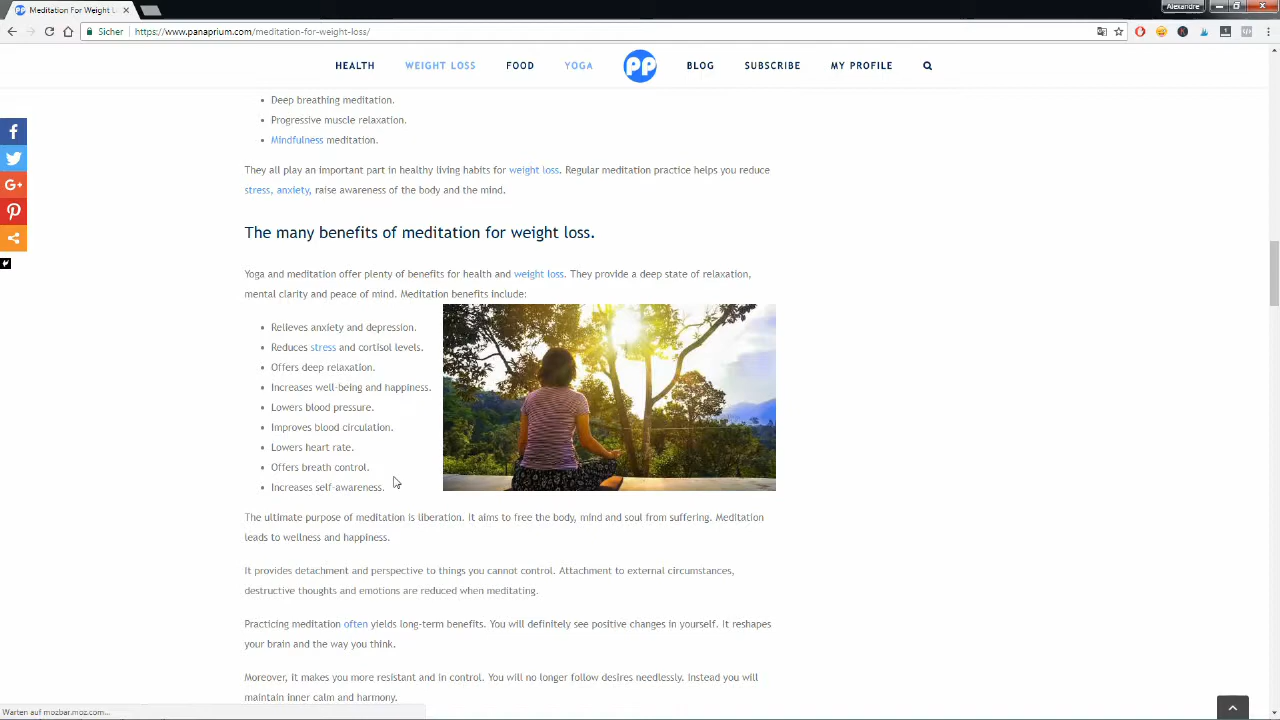 Meditation For Weight L
Alexandre
Sicher
https://www.panaprium.com/meditation-for-weight-loss/
HEALTH WEIGHT LOSS FOOD YOGA PP BLOG SUBSCRIBE MY PROFILE
Deep breathing meditation.
Progressive muscle relaxation.
Mindfulness meditation.
They all play an important part in healthy living habits for weight loss. Regular meditation practice helps you reduce
stress, anxiety, raise awareness of the body and the mind.
The many benefits of meditation for weight loss.
Yoga and meditation offer plenty of benefits for health and weight loss. They provide a deep state of relaxation,
mental clarity and peace of mind. Meditation benefits include:
Relieves anxiety and depression.
Reduces stress and cortisol levels.
Offers deep relaxation.
Increases well-being and happiness.
Lowers blood pressure.
Improves blood circulation.
Lowers heart rate.
Offers breath control.
Increases self-awareness.
The ultimate purpose of meditation is liberation. It aims to free the body, mind and soul from suffering. Meditation
leads to wellness and happiness.
It provides detachment and perspective to things you cannot control. Attachment to external circumstances,
destructive thoughts and emotions are reduced when meditating.
Practicing meditation often yields long-term benefits. You will definitely see positive changes in yourself. It reshapes
your brain and the way you think.
Moreover, it makes you more resistant and in control. You will no longer follow desires needlessly. Instead you will
maintain inner calm and harmony.
Warten auf mozbar.moz.com...